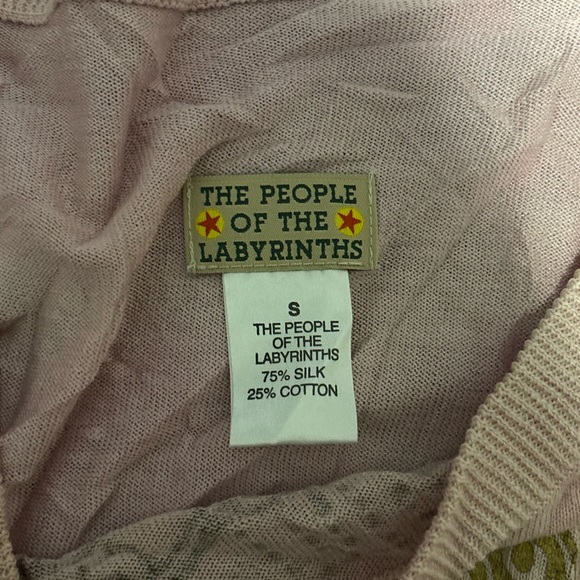 THE PEOPLE
OF THE
LABYRINTHS
S
THE PEOPLE
OF THE
LABYRINTHS
75% SILK
25% COTTON